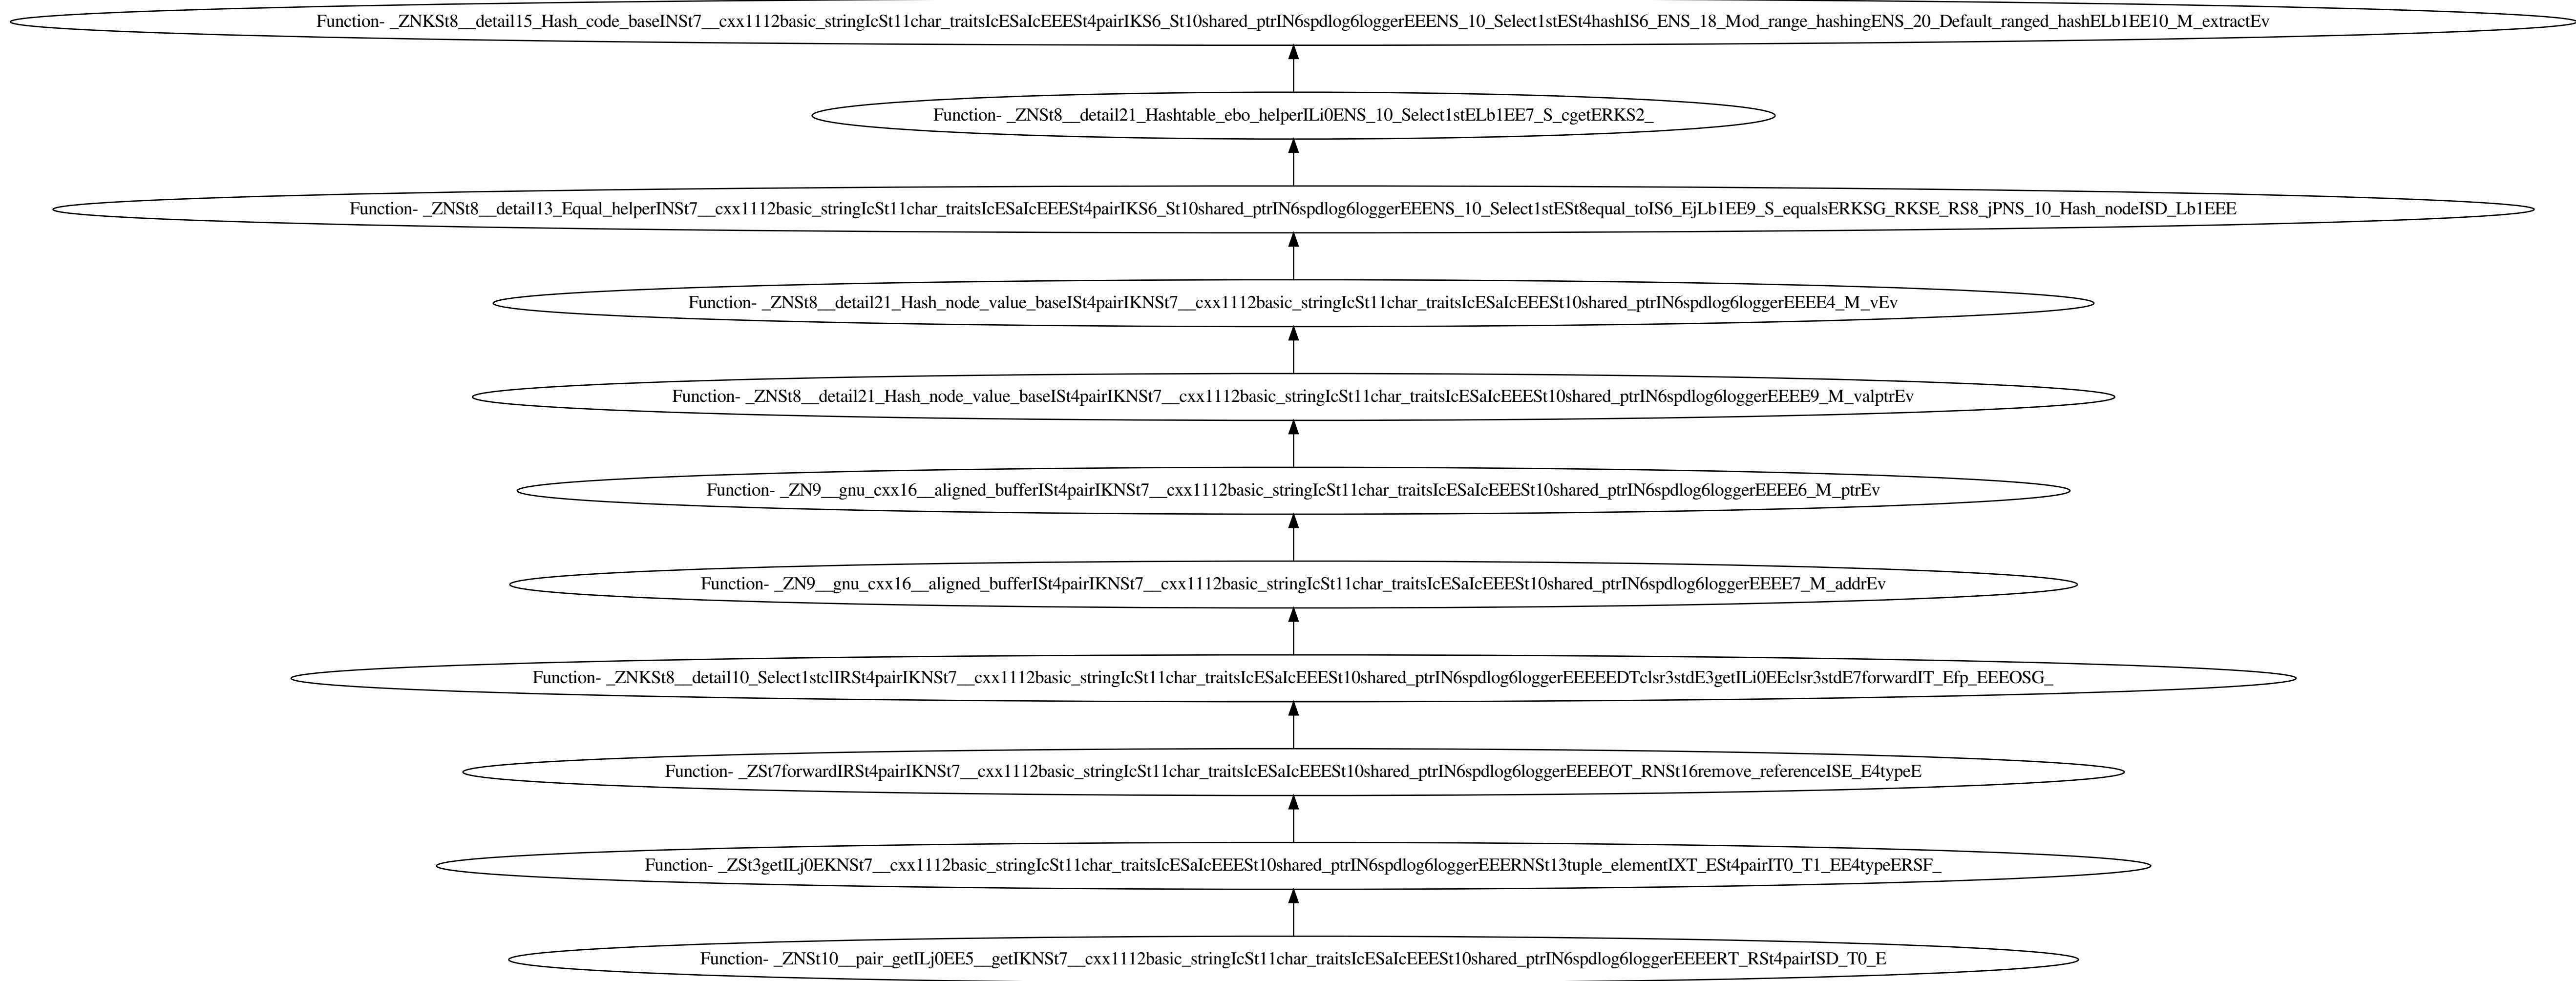 Function- _ZNKSt8__detail15_Hash_code_baseINSt7__cxx1112basic_stringIcSt11char_traitsIcESaIcEEESt4pairIKS6_St10shared_ptrIN6spdlog6loggerEEENS_10_Select1stESt4hashIS6_ENS_18_Mod_range_hashingENS_20_Default_ranged_hashELb1EE10_M_extractEv
Function- _ZNSt8__detail21_Hashtable_ebo_helperILi0ENS_10_Select1stELb1EE7_S_cgetERKS2_
Function- _ZNSt8__detail13_Equal_helperINSt7__cxx1112basic_stringIcSt11char_traitsIcESaIcEEESt4pairIKS6_St10shared_ptrIN6spdlog6loggerEEENS_10_Select1stESt8equal_toIS6_EjLb1EE9_S_equalsERKSG_RKSE_RS8_jPNS_10_Hash_nodeISD_Lb1EEE
Function- _ZNSt8__detail21_Hash_node_value_baseISt4pairIKNSt7__cxx1112basic_stringIcSt11char_traitsIcESaIcEEESt10shared_ptrIN6spdlog6loggerEEEE4_M_vEv
Function- _ZNSt8__detail21_Hash_node_value_baseISt4pairIKNSt7__cxx1112basic_stringIcSt11char_traitsIcESaIcEEESt10shared_ptrIN6spdlog6loggerEEEE9_M_valptrEv
Function- _ZN9__gnu_cxx16__aligned_bufferISt4pairIKNSt7__cxx1112basic_stringIcSt11char_traitsIcESaIcEEESt10shared_ptrIN6spdlog6loggerEEEE6_M_ptrEv
Function- _ZN9__gnu_cxx16__aligned_bufferISt4pairIKNSt7__cxx1112basic_stringIcSt11char_traitsIcESaIcEEESt10shared_ptrIN6spdlog6loggerEEEE7_M_addrEv
Function- _ZNKSt8__detail10_Select1stclIRSt4pairIKNSt7__cxx1112basic_stringIcSt11char_traitsIcESaIcEEESt10shared_ptrIN6spdlog6loggerEEEEEDTclsr3stdE3getILi0EEclsr3stdE7forwardIT_Efp_EEEOSG_
Function- _ZSt7forwardIRSt4pairIKNSt7__cxx1112basic_stringIcSt11char_traitsIcESaIcEEESt10shared_ptrIN6spdlog6loggerEEEEOT_RNSt16remove_referenceISE_E4typeE
Function- _ZSt3getILj0EKNSt7__cxx1112basic_stringIcSt11char_traitsIcESaIcEEESt10shared_ptrIN6spdlog6loggerEEERNSt13tuple_elementIXT_ESt4pairIT0_T1_EE4typeERSF_
Function- _ZNSt10__pair_getILj0EE5__getIKNSt7__cxx1112basic_stringIcSt11char_traitsIcESaIcEEESt10shared_ptrIN6spdlog6loggerEEEERT_RSt4pairISD_T0_E